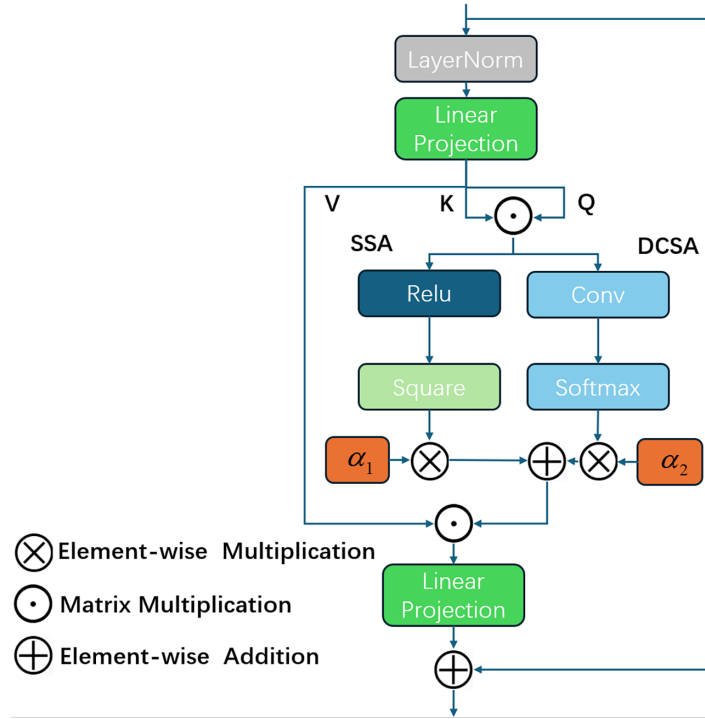 LayerNorm
Linear
Projection
V
K
Q
SSA
DCSA
Relu
Conv
Square
Softmax
α₁
α₂
Element-wise Multiplication
Matrix Multiplication
Element-wise Addition
Linear
Projection